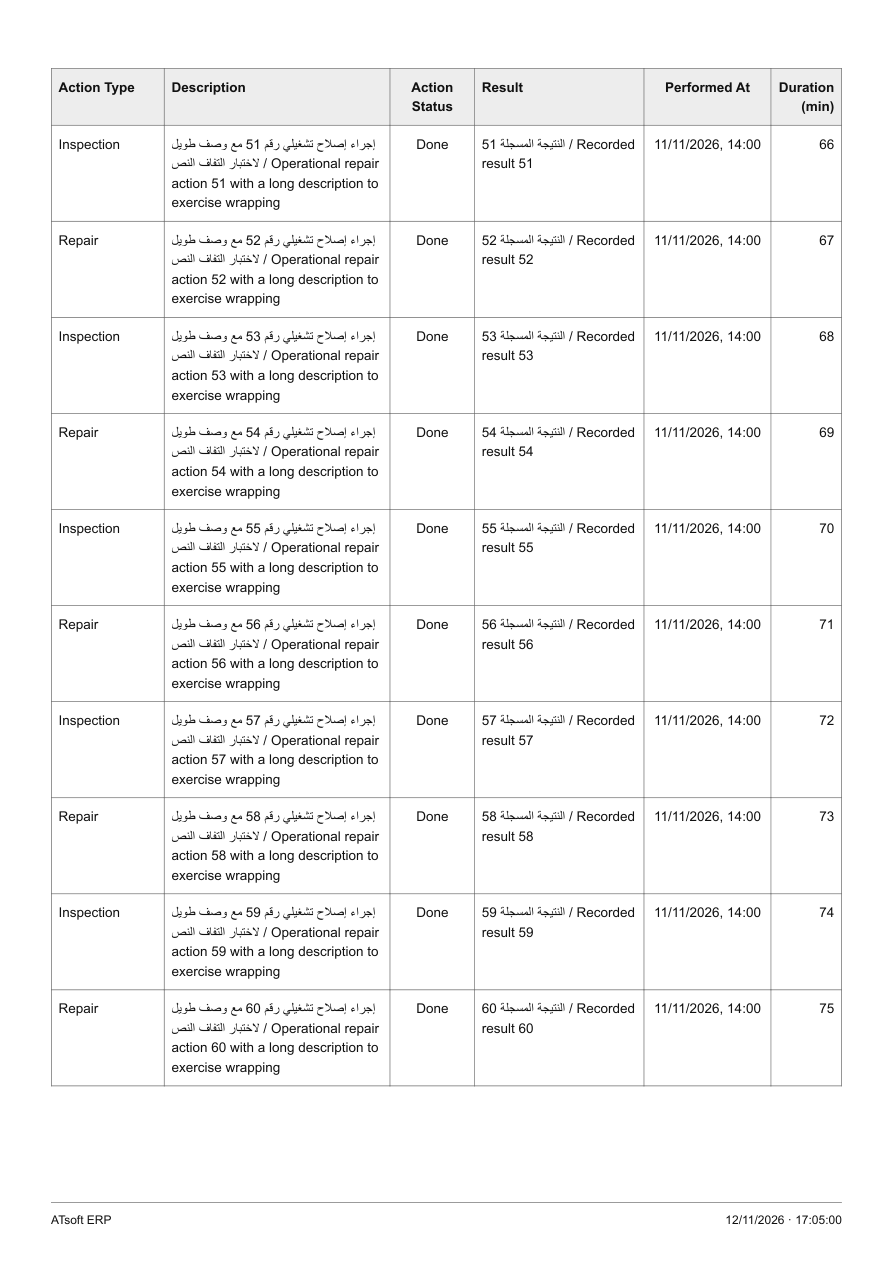 Action Type Description Action Status Result Performed At Duration (min)
Inspection إجراء إصلاح تشغيلي رقم 51 مع وصف طويل Done النتيجة المسجلة 51 / Recorded 11/11/2026, 14:00 66
لاختبار التفاف النص / Operational repair result 51
action 51 with a long description to
exercise wrapping
Repair إجراء إصلاح تشغيلي رقم 52 مع وصف طويل Done النتيجة المسجلة 52 / Recorded 11/11/2026, 14:00 67
لاختبار التفاف النص / Operational repair result 52
action 52 with a long description to
exercise wrapping
Inspection إجراء إصلاح تشغيلي رقم 53 مع وصف طويل Done النتيجة المسجلة 53 / Recorded 11/11/2026, 14:00 68
لاختبار التفاف النص / Operational repair result 53
action 53 with a long description to
exercise wrapping
Repair إجراء إصلاح تشغيلي رقم 54 مع وصف طويل Done النتيجة المسجلة 54 / Recorded 11/11/2026, 14:00 69
لاختبار التفاف النص / Operational repair result 54
action 54 with a long description to
exercise wrapping
Inspection إجراء إصلاح تشغيلي رقم 55 مع وصف طويل Done النتيجة المسجلة 55 / Recorded 11/11/2026, 14:00 70
لاختبار التفاف النص / Operational repair result 55
action 55 with a long description to
exercise wrapping
Repair إجراء إصلاح تشغيلي رقم 56 مع وصف طويل Done النتيجة المسجلة 56 / Recorded 11/11/2026, 14:00 71
لاختبار التفاف النص / Operational repair result 56
action 56 with a long description to
exercise wrapping
Inspection إجراء إصلاح تشغيلي رقم 57 مع وصف طويل Done النتيجة المسجلة 57 / Recorded 11/11/2026, 14:00 72
لاختبار التفاف النص / Operational repair result 57
action 57 with a long description to
exercise wrapping
Repair إجراء إصلاح تشغيلي رقم 58 مع وصف طويل Done النتيجة المسجلة 58 / Recorded 11/11/2026, 14:00 73
لاختبار التفاف النص / Operational repair result 58
action 58 with a long description to
exercise wrapping
Inspection إجراء إصلاح تشغيلي رقم 59 مع وصف طويل Done النتيجة المسجلة 59 / Recorded 11/11/2026, 14:00 74
لاختبار التفاف النص / Operational repair result 59
action 59 with a long description to
exercise wrapping
Repair إجراء إصلاح تشغيلي رقم 60 مع وصف طويل Done النتيجة المسجلة 60 / Recorded 11/11/2026, 14:00 75
لاختبار التفاف النص / Operational repair result 60
action 60 with a long description to
exercise wrapping
ATsoft ERP 12/11/2026 · 17:05:00